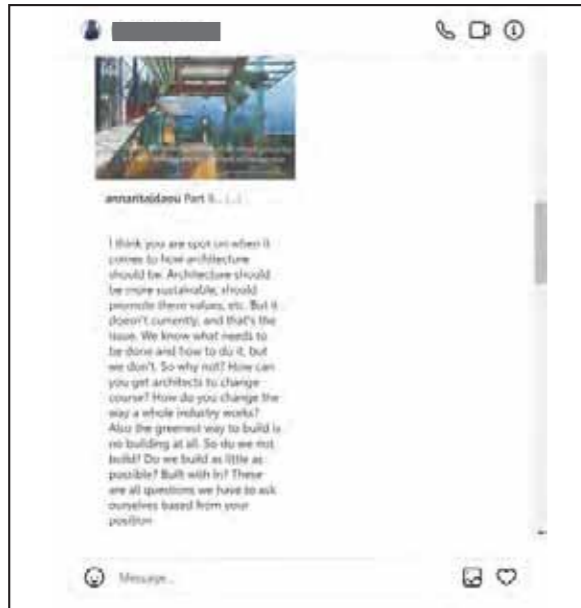 Part II... (...)
I think you are spot on when it
comes to how architecture
should be. Architecture should
be more sustainable, should
promote these values, etc. But it
doesn't currently, and that's the
issue. We know what needs to
be done and how to do it, but
we don't. So why not? How can
you get architects to change
course? How do you change the
way a whole industry works?
Also the greenest way to build is
no building at all. So do we not
build? Do we build as little as
possible? Built with In? These
are all questions we have to ask
ourselves based from your
position
Message...